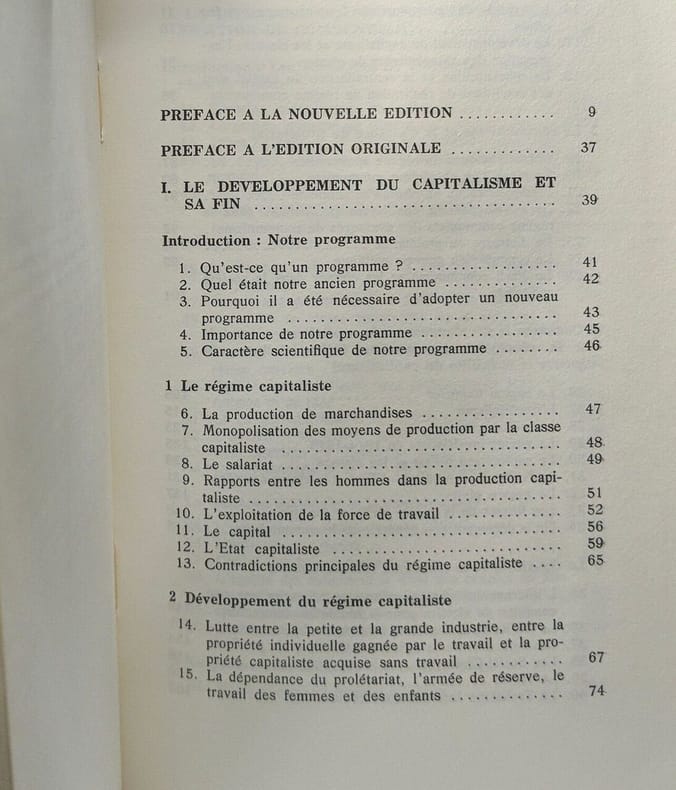 PREFACE A LA NOUVELLE EDITION ............ 9
PREFACE A L'EDITION ORIGINALE ............. 37
I. LE DEVELOPPEMENT DU CAPITALISME ET
SA FIN ..................................... 39
Introduction : Notre programme
1. Qu'est-ce qu'un programme ? .................. 41
2. Quel était notre ancien programme .............. 42
3. Pourquoi il a été nécessaire d'adopter un nouveau
programme ................................. 43
4. Importance de notre programme ................. 45
5. Caractère scientifique de notre programme ........ 46
1 Le régime capitaliste
6. La production de marchandises ................. 47
7. Monopolisation des moyens de production par la classe
capitaliste .................................. 48
8. Le salariat .................................. 49
9. Rapports entre les hommes dans la production capi-
taliste ...................................... 51
10. L'exploitation de la force de travail .............. 52
11. Le capital .................................. 56
12. L'Etat capitaliste ............................ 59
13. Contradictions principales du régime capitaliste .... 65
2 Développement du régime capitaliste
14. Lutte entre la petite et la grande industrie, entre la
propriété individuelle gagnée par le travail et la pro-
priété capitaliste acquise sans travail ............ 67
15. La dépendance du prolétariat, l'armée de réserve, le
travail des femmes et des enfants .............. 74